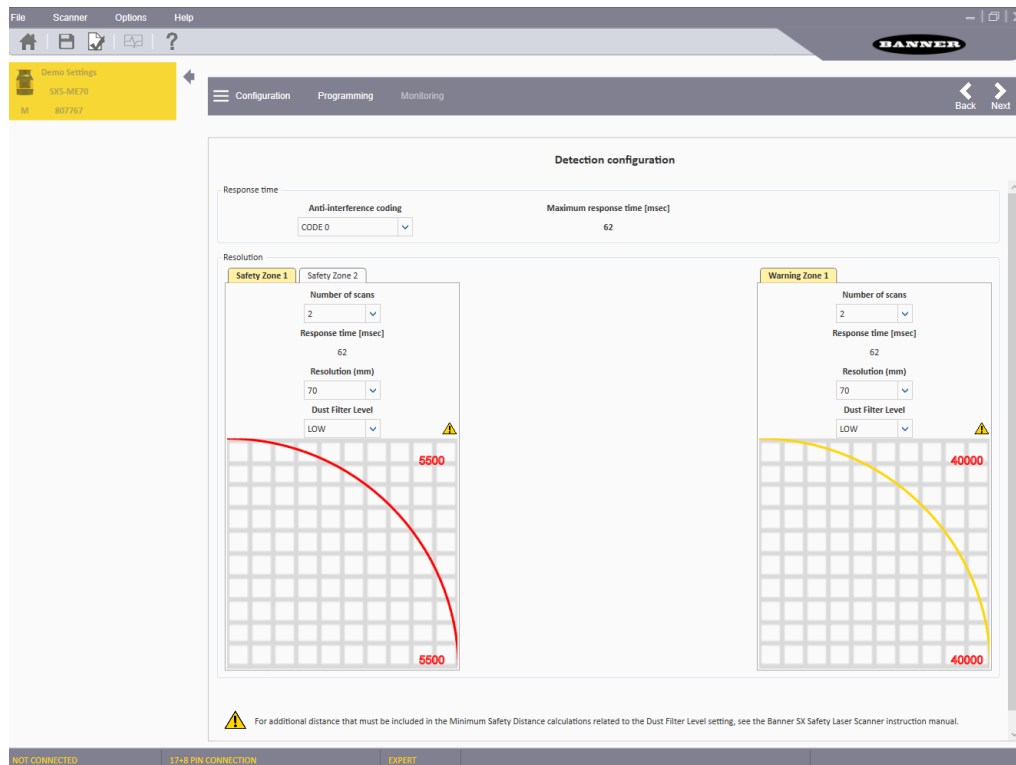 File Scanner Options Help
BANNER
Demo Settings
SX5-ME70
M 807767
Configuration Programming Monitoring
Back Next
Detection configuration
Response time
Anti-interference coding Maximum response time [msec]
CODE 0 62
Resolution
Safety Zone 1 Safety Zone 2 Warning Zone 1
Number of scans Number of scans
2 2
Response time [msec] Response time [msec]
62 62
Resolution (mm) Resolution (mm)
70 70
Dust Filter Level Dust Filter Level
LOW LOW
5500 40000
5500 40000
For additional distance that must be included in the Minimum Safety Distance calculations related to the Dust Filter Level setting, see the Banner SX Safety Laser Scanner instruction manual.
NOT CONNECTED 17+8 PIN CONNECTION EXPERT